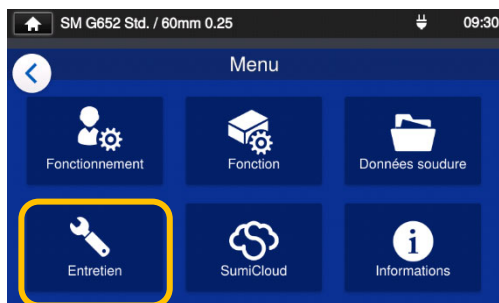 SM G652 Std. / 60mm 0.25 09:30
Menu
Fonctionnement Fonction Données soudure
Entretien SumiCloud Informations